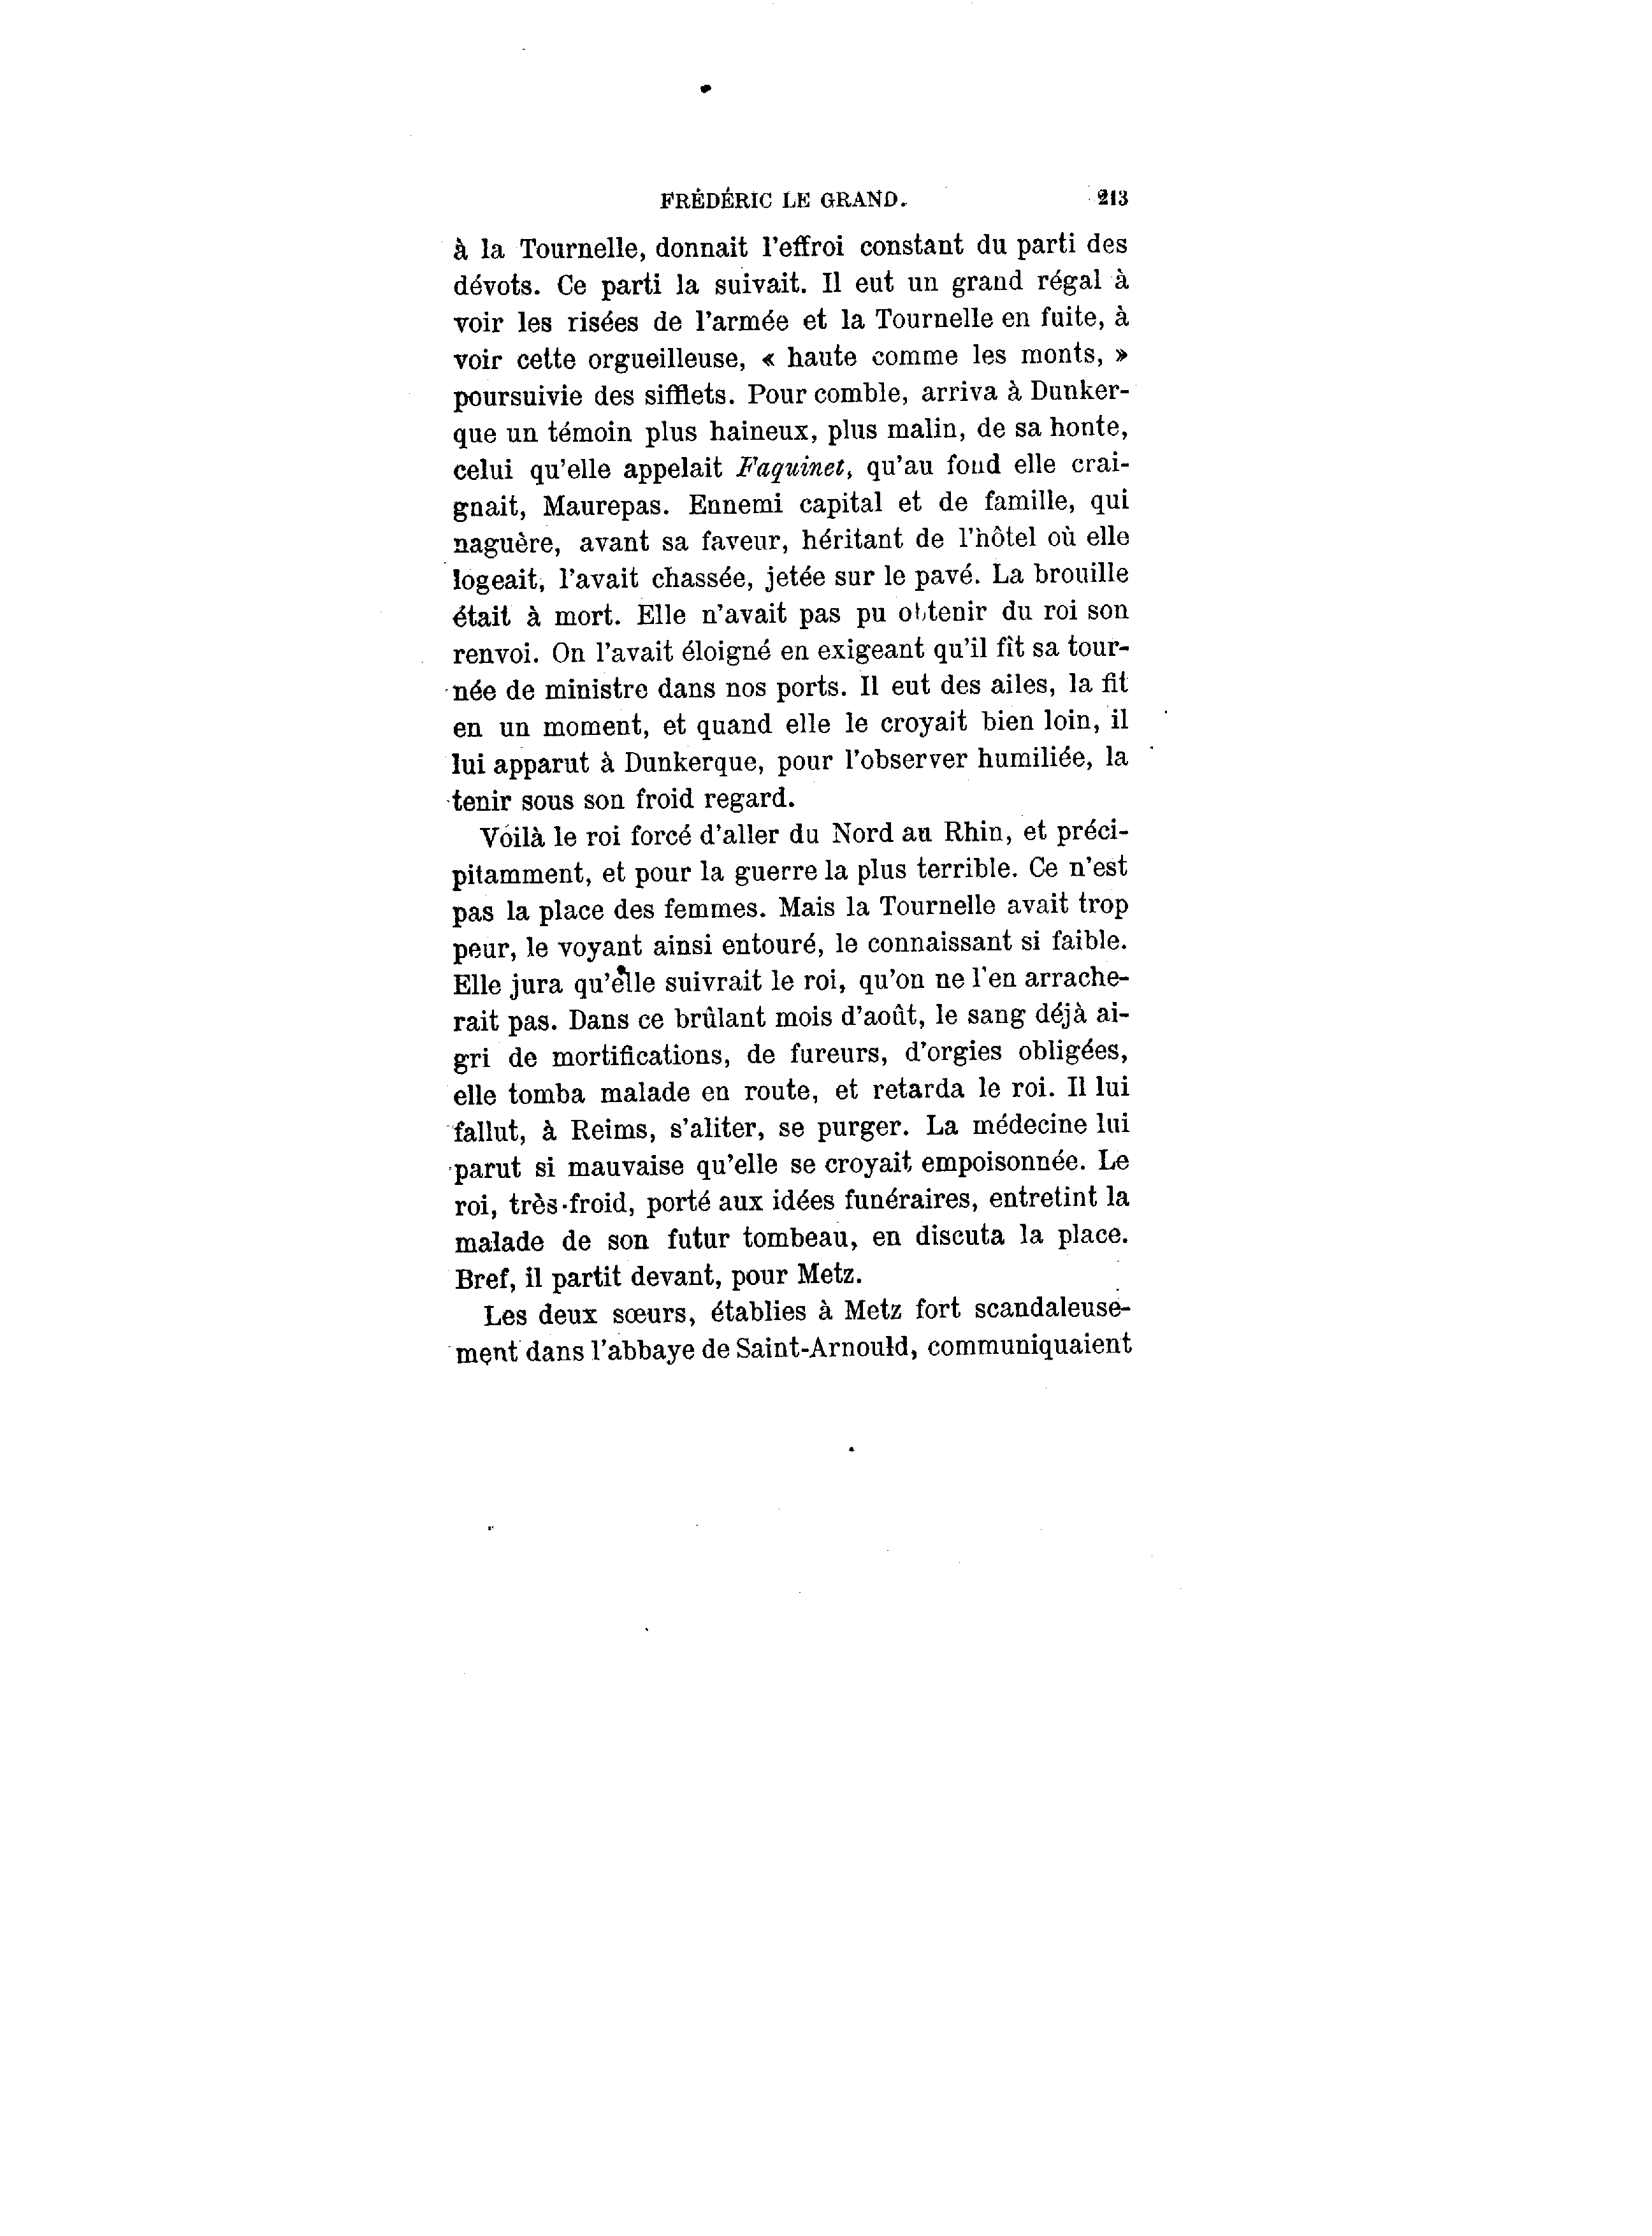 FRÉDÉRIC LE GRAND. 213
à la Tournelle, donnait l'effroi constant du parti des
dévots. Ce parti la suivait. Il eut un grand régal à
voir les risées de l'armée et la Tournelle en fuite, à
voir cette orgueilleuse, « haute comme les monts, »
poursuivie des sifflets. Pour comble, arriva à Dunker-
que un témoin plus haineux, plus malin, de sa honte,
celui qu'elle appelait Faquinet, qu'au fond elle crai-
gnait, Maurepas. Ennemi capital et de famille, qui
naguère, avant sa faveur, héritant de l'hôtel où elle
logeait, l'avait chassée, jetée sur le pavé. La brouille
était à mort. Elle n'avait pas pu obtenir du roi son
renvoi. On l'avait éloigné en exigeant qu'il fît sa tour-
née de ministre dans nos ports. Il eut des ailes, la fit
en un moment, et quand elle le croyait bien loin, il
lui apparut à Dunkerque, pour l'observer humiliée, la
tenir sous son froid regard.
Voilà le roi forcé d'aller du Nord au Rhin, et préci-
pitamment, et pour la guerre la plus terrible. Ce n'est
pas la place des femmes. Mais la Tournelle avait trop
peur, le voyant ainsi entouré, le connaissant si faible.
Elle jura qu'elle suivrait le roi, qu'on ne l'en arrache-
rait pas. Dans ce brûlant mois d'août, le sang déjà ai-
gri de mortifications, de fureurs, d'orgies obligées,
elle tomba malade en route, et retarda le roi. Il lui
fallut, à Reims, s'aliter, se purger. La médecine lui
parut si mauvaise qu'elle se croyait empoisonnée. Le
roi, très-froid, porté aux idées funéraires, entretint la
malade de son futur tombeau, en discuta la place.
Bref, il partit devant, pour Metz.
Les deux sœurs, établies à Metz fort scandaleuse-
ment dans l'abbaye de Saint-Arnould, communiquaient